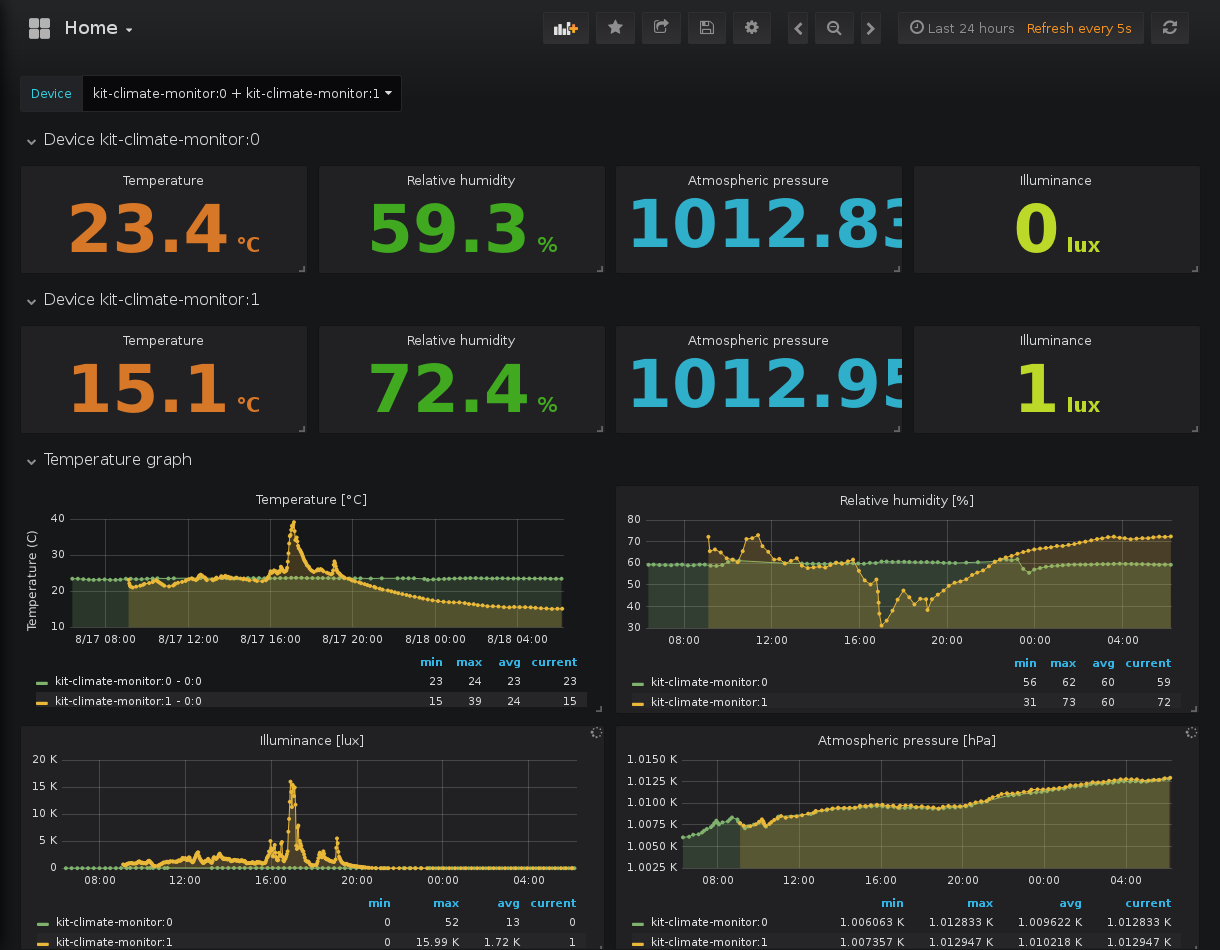 Home
Last 24 hours Refresh every 5s
Device kit-climate-monitor:0 + kit-climate-monitor:1
Device kit-climate-monitor:0
Temperature Relative humidity Atmospheric pressure Illuminance
23.4 °C 59.3 % 1012.83 0 lux
Device kit-climate-monitor:1
Temperature Relative humidity Atmospheric pressure Illuminance
15.1 °C 72.4 % 1012.95 1 lux
Temperature graph
Temperature [°C]
Temperature (C)
40
30
20
10
8/17 08:00 8/17 12:00 8/17 16:00 8/17 20:00 8/18 00:00 8/18 04:00
min max avg current
kit-climate-monitor:0 - 0:0 23 24 23 23
kit-climate-monitor:1 - 0:0 15 39 24 15
Relative humidity [%]
80
70
60
50
40
30
08:00 12:00 16:00 20:00 00:00 04:00
min max avg current
kit-climate-monitor:0 56 62 60 59
kit-climate-monitor:1 31 73 60 72
Illuminance [lux]
20 K
15 K
10 K
5 K
0
08:00 12:00 16:00 20:00 00:00 04:00
min max avg current
kit-climate-monitor:0 0 52 13 0
kit-climate-monitor:1 0 15.99 K 1.72 K 1
Atmospheric pressure [hPa]
1.0150 K
1.0125 K
1.0100 K
1.0075 K
1.0050 K
1.0025 K
08:00 12:00 16:00 20:00 00:00 04:00
min max avg current
kit-climate-monitor:0 1.006063 K 1.012833 K 1.009622 K 1.012833 K
kit-climate-monitor:1 1.007357 K 1.012947 K 1.010218 K 1.012947 K